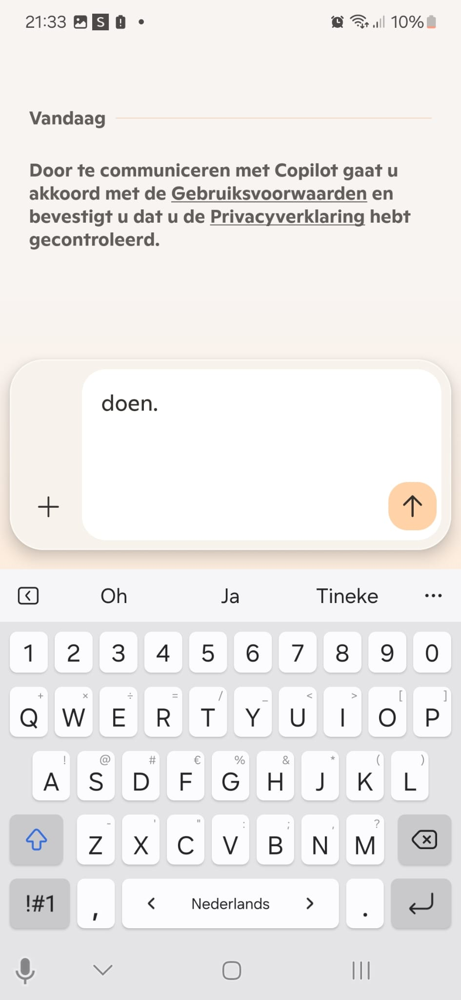 21:33 S 10%
Vandaag
Door te communiceren met Copilot gaat u
akkoord met de Gebruiksvoorwaarden en
bevestigt u dat u de Privacyverklaring hebt
gecontroleerd.
doen.
Oh Ja Tineke ...
1 2 3 4 5 6 7 8 9 0
+ × ÷ = / _ < > [ ]
Q W E R T Y U I O P
! @ # € % & * ( )
A S D F G H J K L
- ' " : ; , ?
Z X C V B N M
!#1 , < Nederlands > .